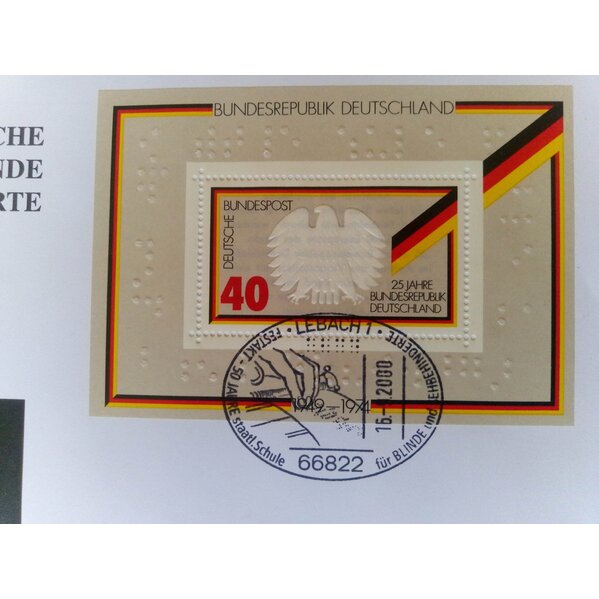 CHE
NDE
RTE
BUNDESREPUBLIK DEUTSCHLAND
DEUTSCHE
BUNDESPOST
40
25 JAHRE
BUNDESREPUBLIK
DEUTSCHLAND
1949–1974
· LEBACH 1 ·
FESTAKT - 50 JAHRE staatl. Schule
für BLINDE und SEHBEHINDERTE
16.-1.2000
66822